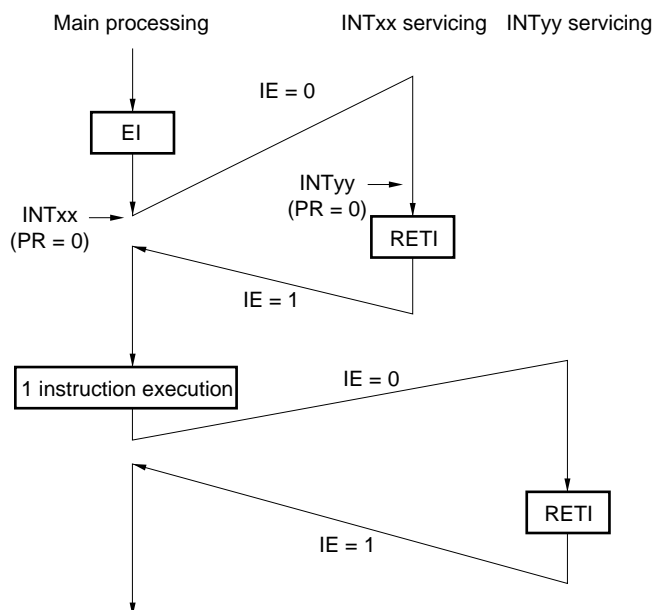 Main processing
INTxx servicing
INTyy servicing
IE = 0
EI
INTyy
(PR = 0)
INTxx
(PR = 0)
RETI
IE = 1
1 instruction execution
IE = 0
RETI
IE = 1